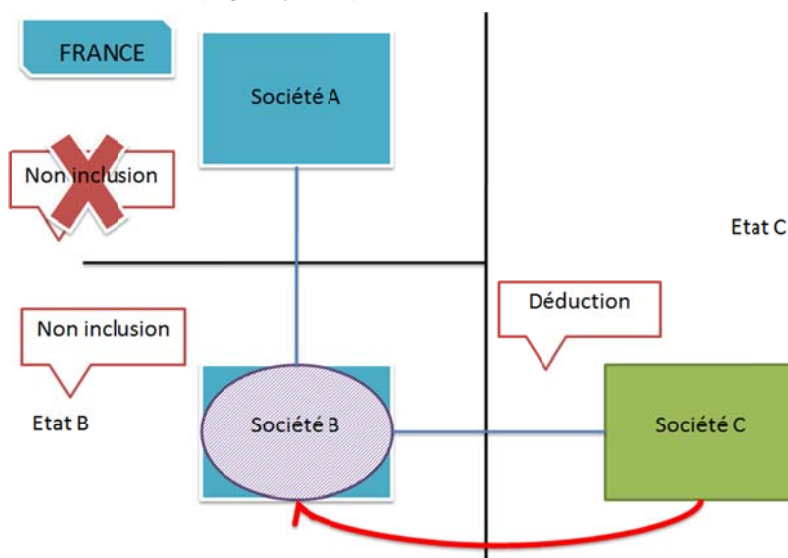 FRANCE
Société A
Non inclusion
Etat C
Déduction
Non inclusion
Etat B
Société B
Société C